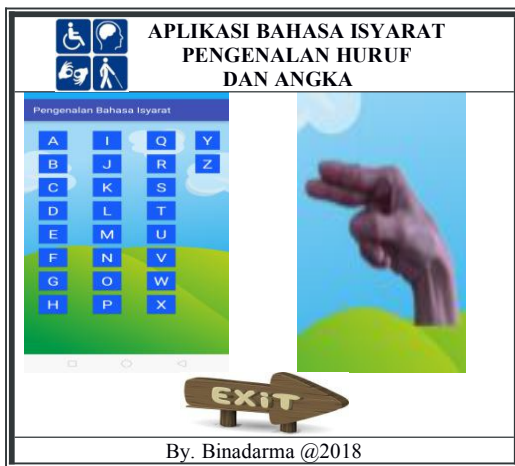 APLIKASI BAHASA ISYARAT
PENGENALAN HURUF
DAN ANGKA
Pengenalan Bahasa Isyarat
A I Q Y
B J R Z
C K S
D L T
E M U
F N V
G O W
H P X
EXiT
By. Binadarma @2018